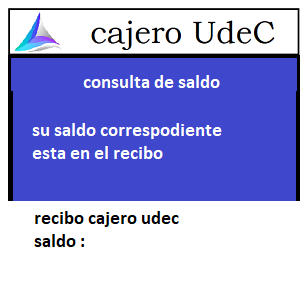 cajero UdeC
consulta de saldo
su saldo correspodiente
esta en el recibo
recibo cajero udec
saldo :